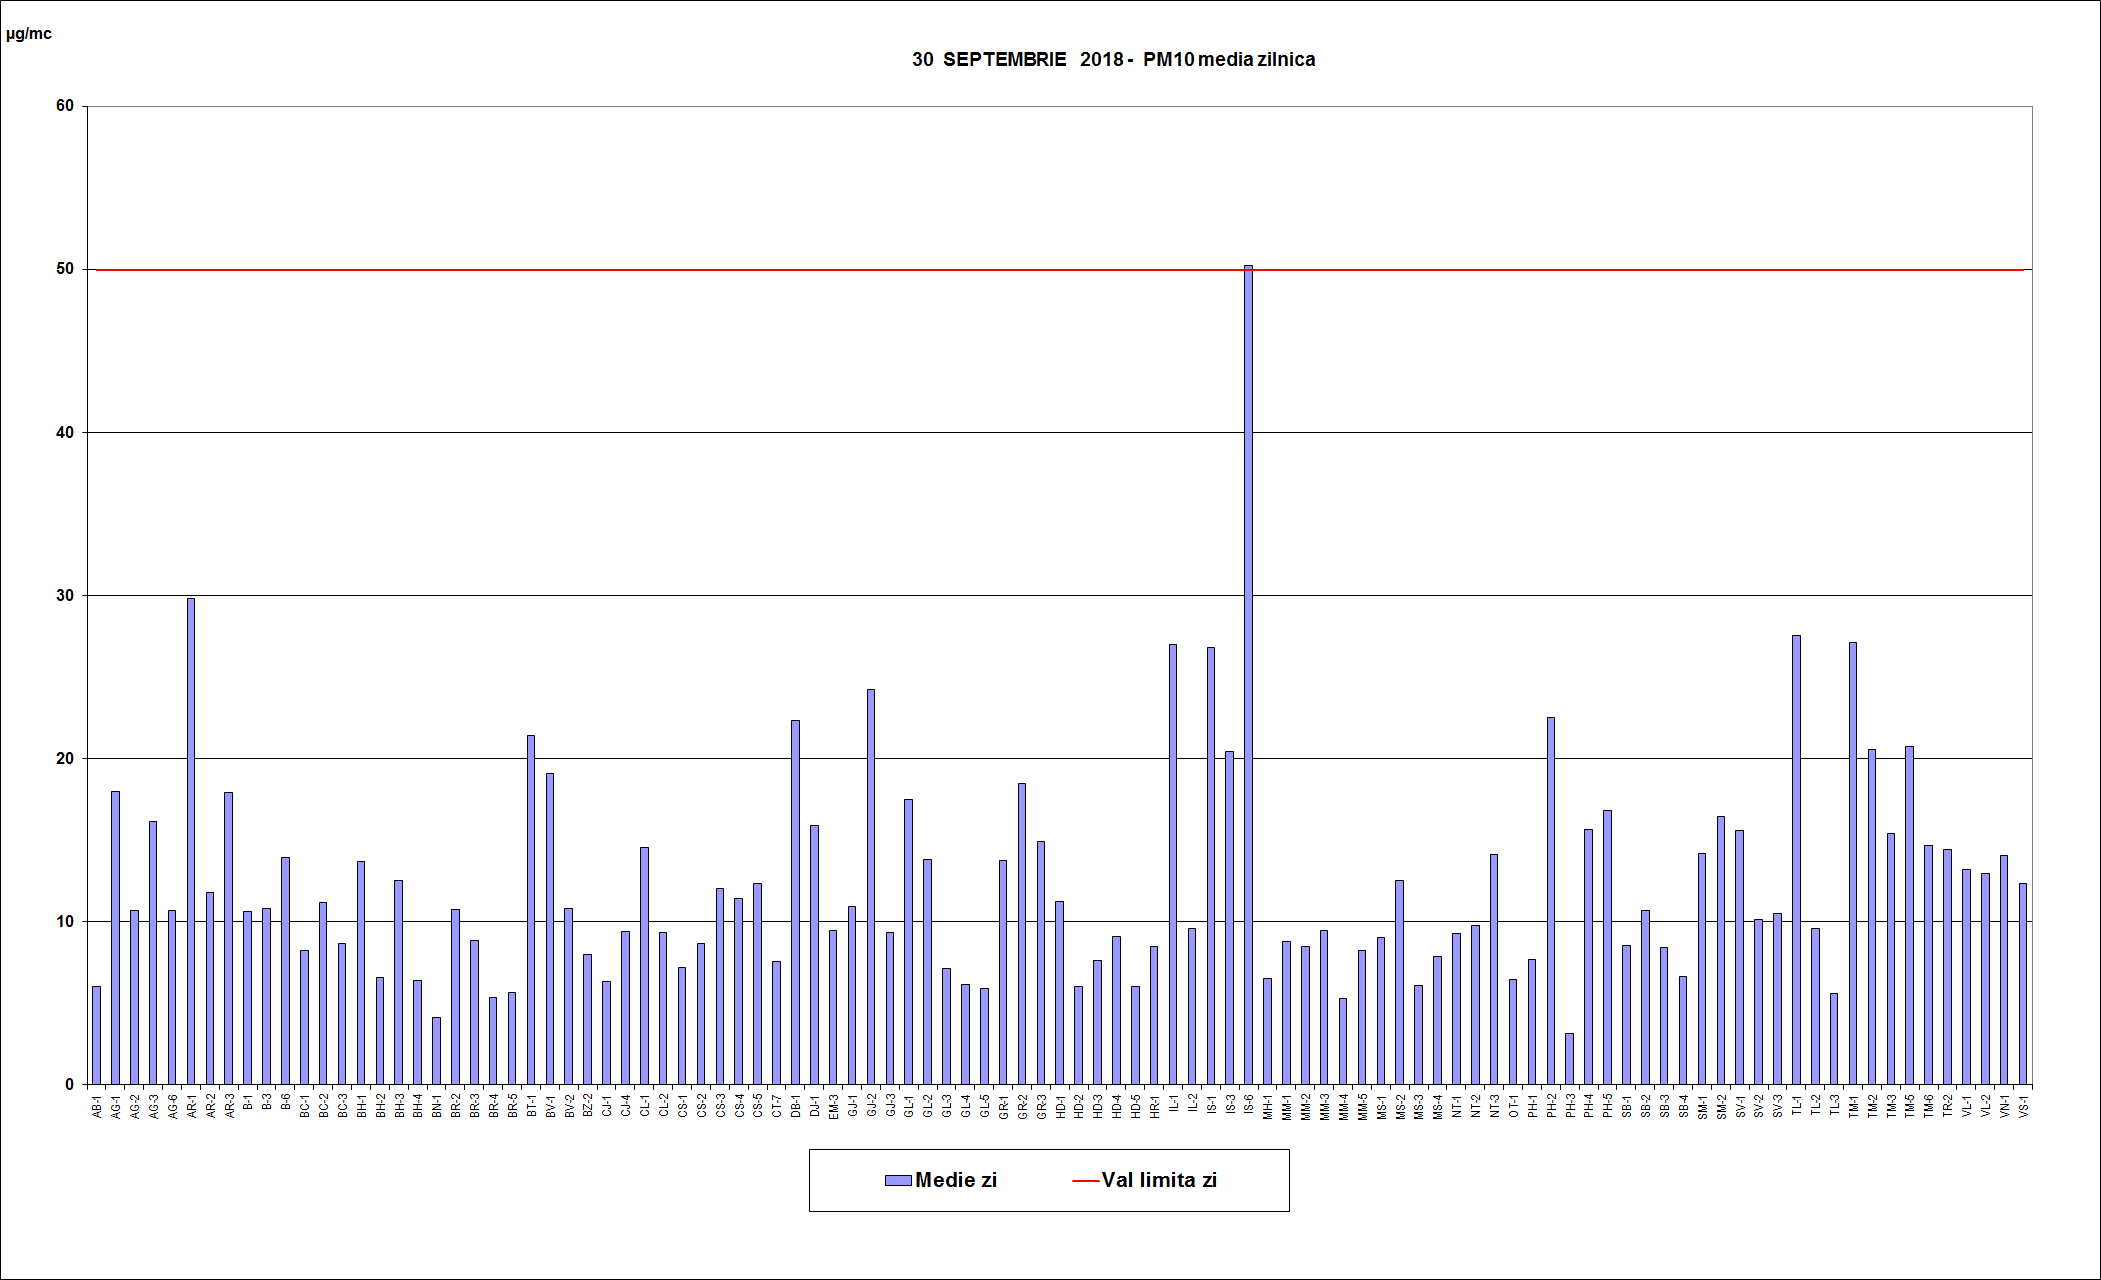 µg/mc
30 SEPTEMBRIE 2018 - PM10 media zilnica
60
50
40
30
20
10
0
AB-1 AG-1 AG-2 AG-3 AG-6 AR-1 AR-2 AR-3 B-1 B-3 B-6 BC-1 BC-2 BC-3 BH-1 BH-2 BH-3 BH-4 BN-1 BR-2 BR-3 BR-4 BR-5 BT-1 BV-1 BV-2 BZ-2 CJ-1 CJ-4 CL-1 CL-2 CS-1 CS-2 CS-3 CS-4 CS-5 CT-7 DB-1 DJ-1 EM-3 GJ-1 GJ-2 GJ-3 GL-1 GL-2 GL-3 GL-4 GL-5 GR-1 GR-2 GR-3 HD-1 HD-2 HD-3 HD-4 HD-5 HR-1 IL-1 IL-2 IS-1 IS-3 IS-6 MH-1 MM-1 MM-2 MM-3 MM-4 MM-5 MS-1 MS-2 MS-3 MS-4 NT-1 NT-2 NT-3 OT-1 PH-1 PH-2 PH-3 PH-4 PH-5 SB-1 SB-2 SB-3 SB-4 SM-1 SM-2 SV-1 SV-2 SV-3 TL-1 TL-2 TL-3 TM-1 TM-2 TM-3 TM-5 TM-6 TR-2 VL-1 VL-2 VN-1 VS-1
Medie zi Val limita zi